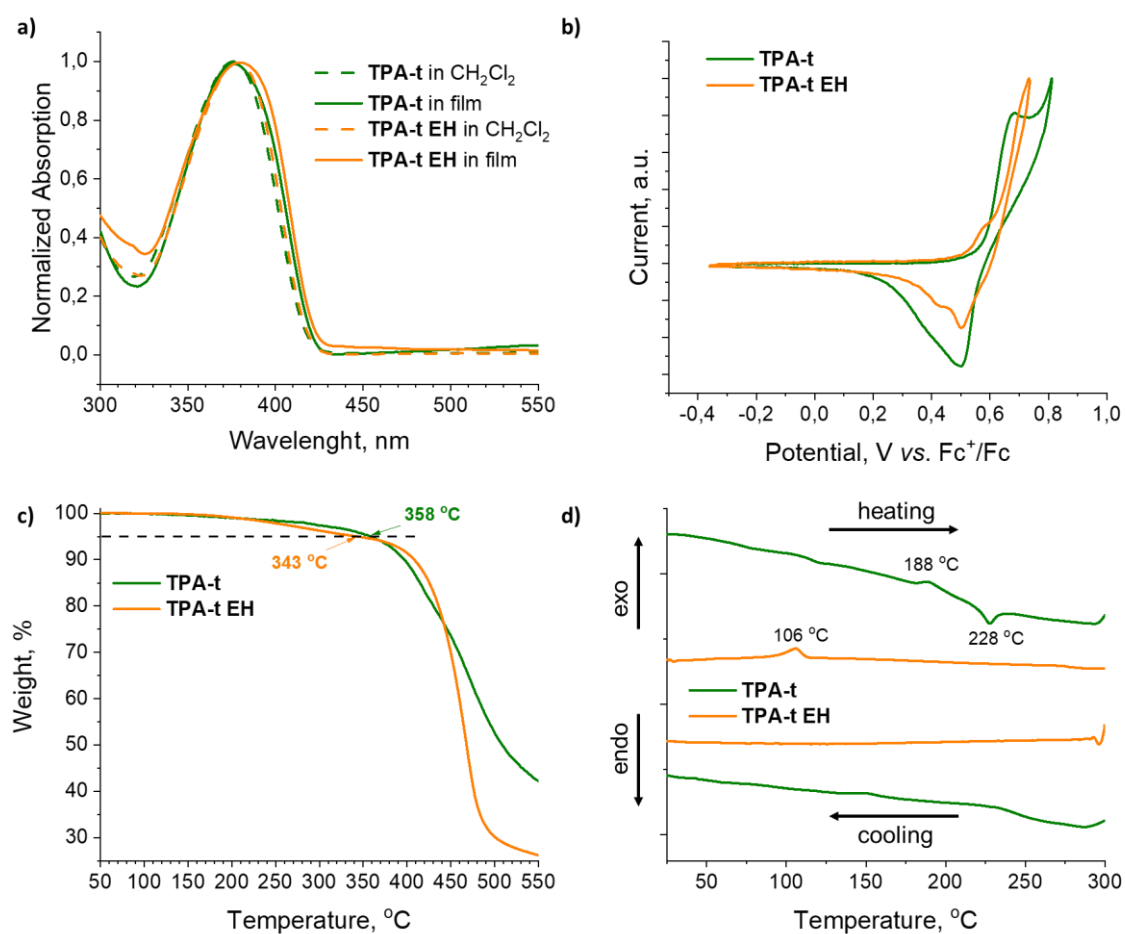 a)
1,0
0,8
0,6
0,4
0,2
0,0
Normalized Absorption
TPA-t in CH₂Cl₂
TPA-t in film
TPA-t EH in CH₂Cl₂
TPA-t EH in film
300 350 400 450 500 550
Wavelenght, nm
b)
TPA-t
TPA-t EH
Current, a.u.
-0,4 -0,2 0,0 0,2 0,4 0,6 0,8 1,0
Potential, V vs. Fc⁺/Fc
c)
100
90
80
70
60
50
40
30
Weight, %
358 °C
343 °C
TPA-t
TPA-t EH
50 100 150 200 250 300 350 400 450 500 550
Temperature, °C
d)
heating
exo
188 °C
228 °C
106 °C
TPA-t
TPA-t EH
endo
cooling
50 100 150 200 250 300
Temperature, °C